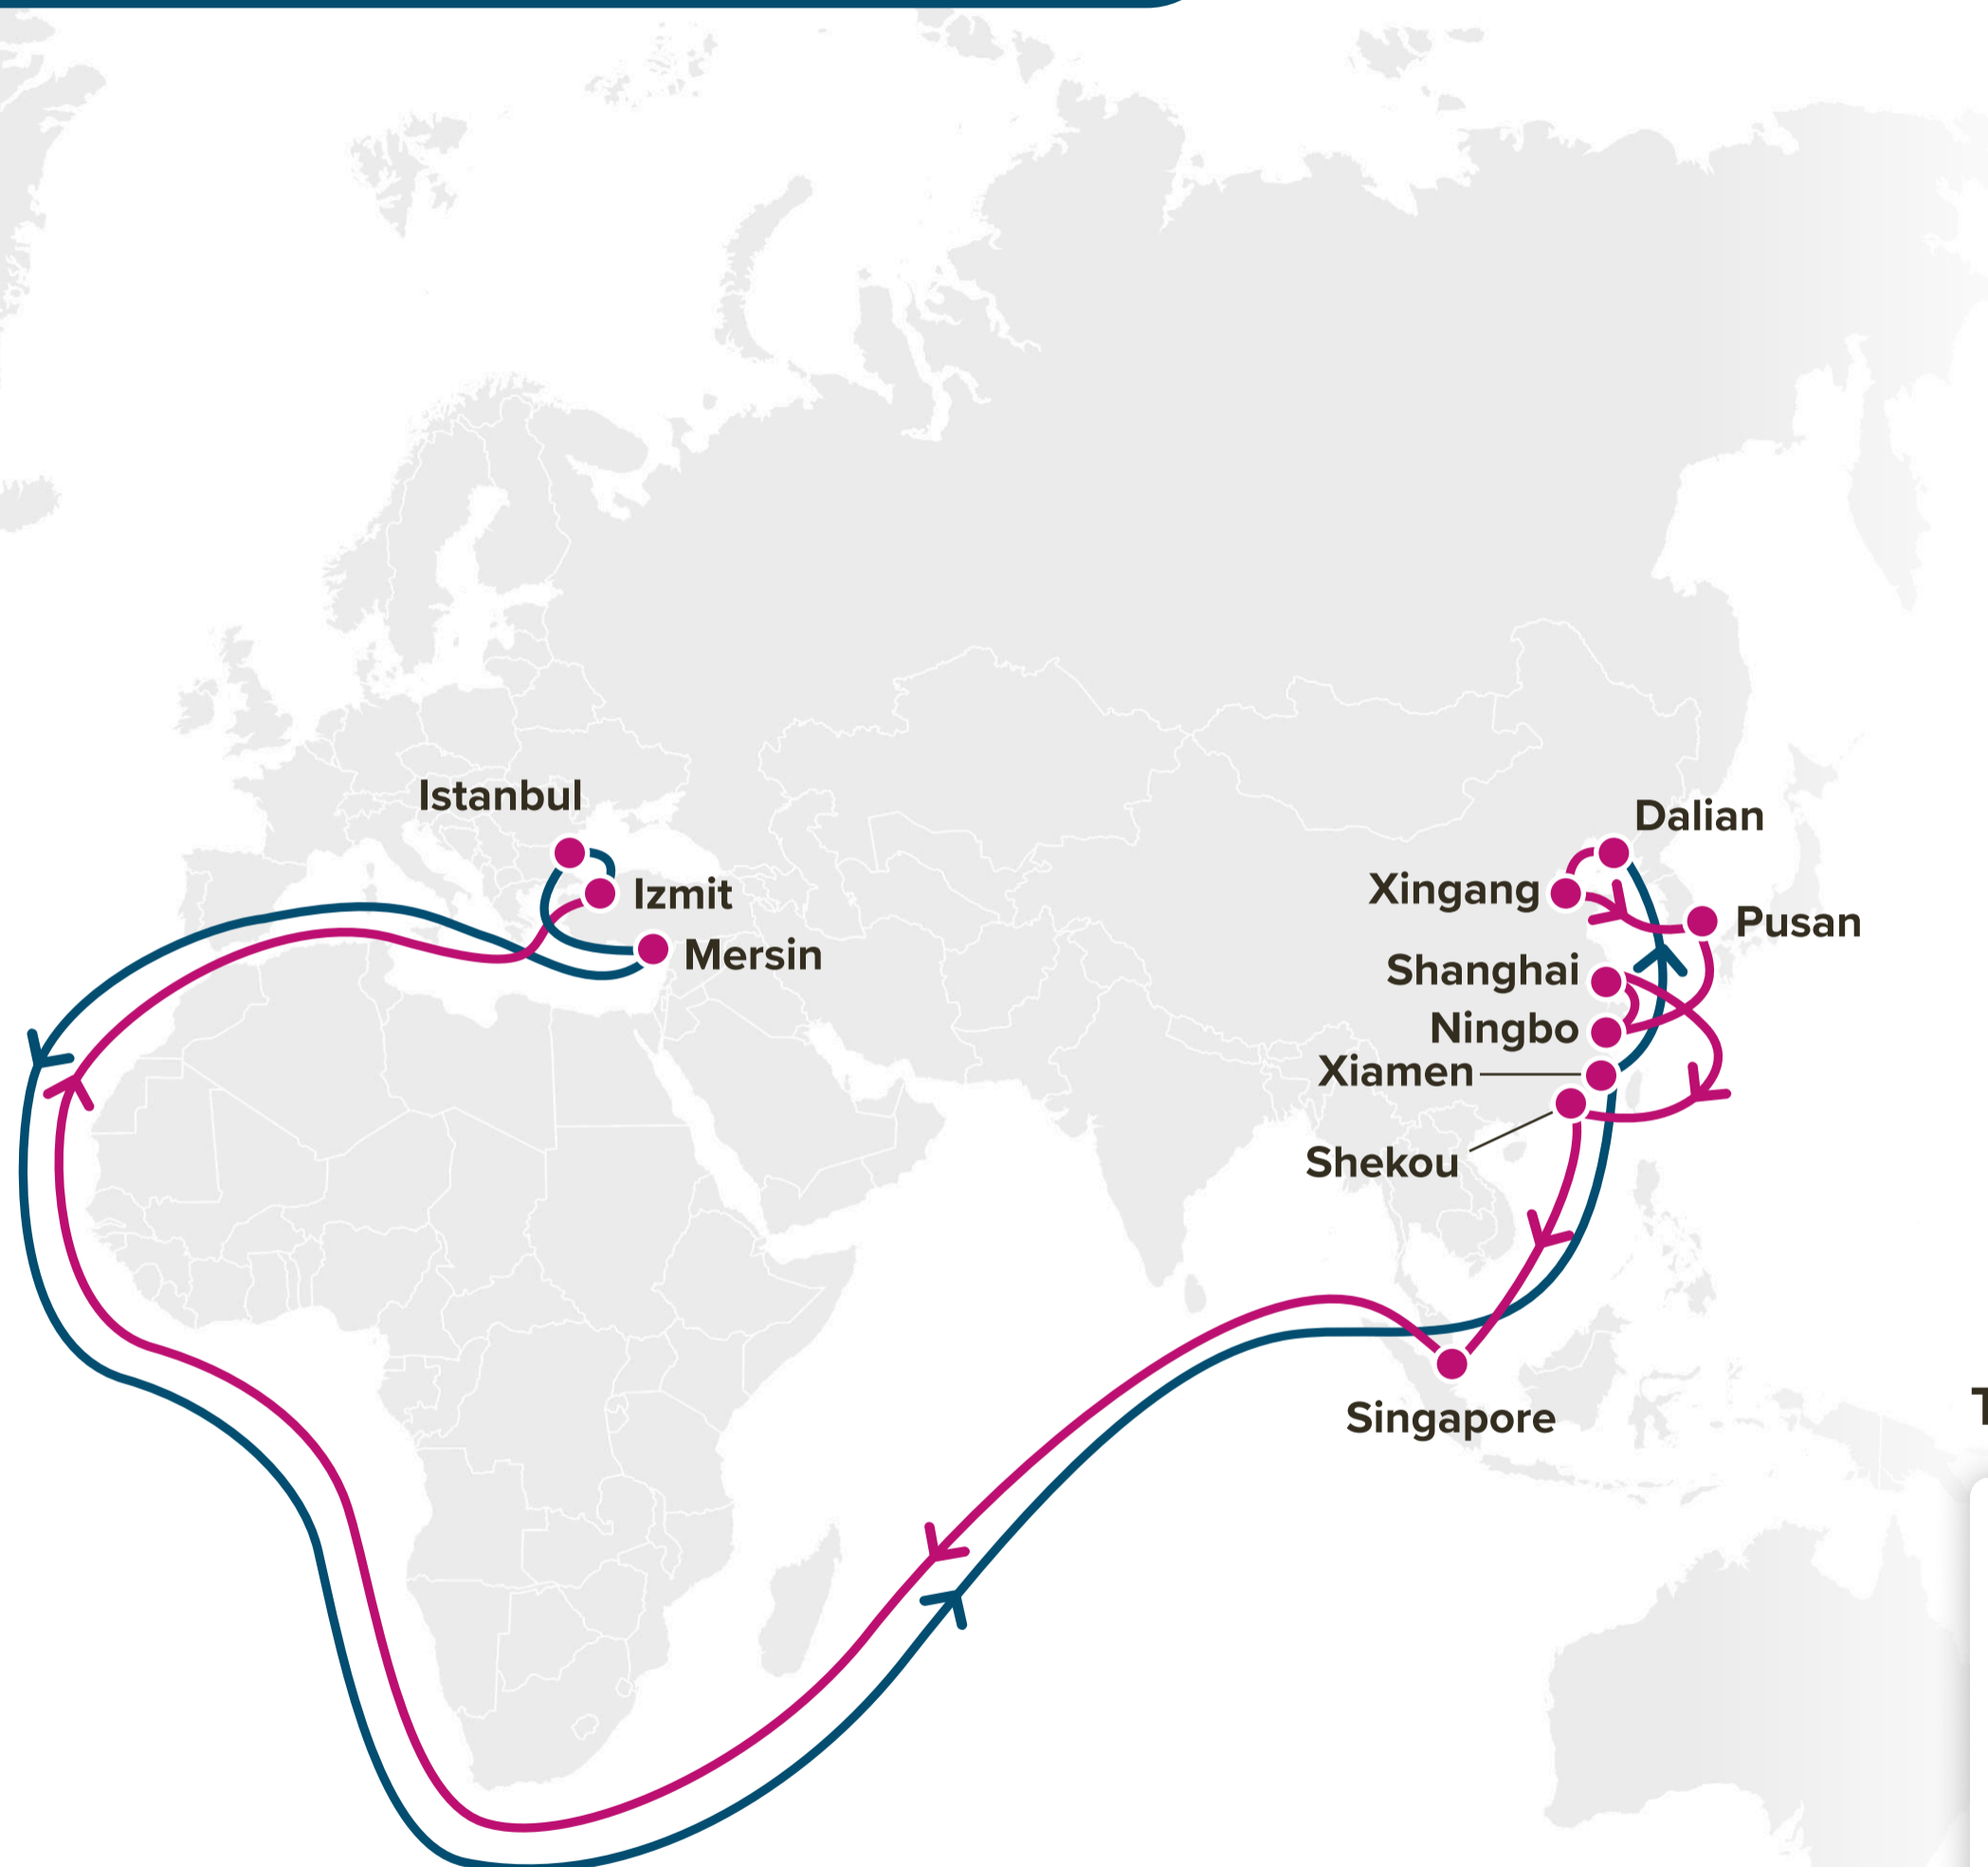 Istanbul
Dalian
Xingang
Izmit
Pusan
Mersin
Shanghai
Ningbo
Xiamen
Shekou
Singapore